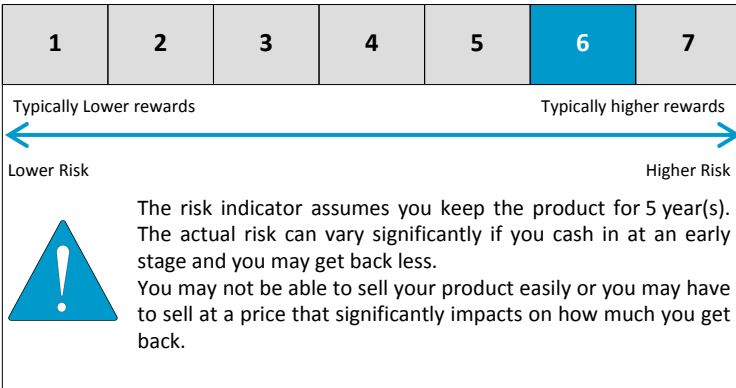 1 2 3 4 5 6 7
Typically Lower rewards Typically higher rewards
Lower Risk Higher Risk
The risk indicator assumes you keep the product for 5 year(s).
The actual risk can vary significantly if you cash in at an early
stage and you may get back less.
You may not be able to sell your product easily or you may have
to sell at a price that significantly impacts on how much you get
back.